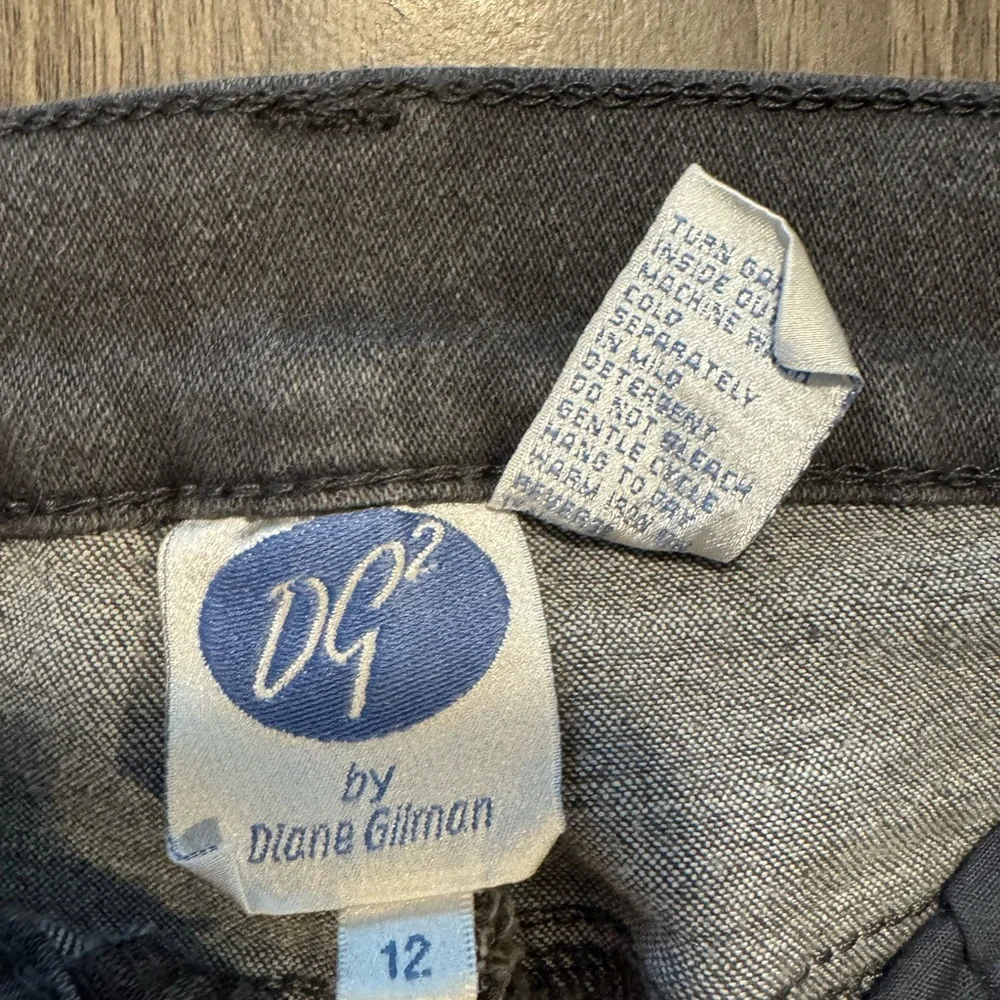 TURN
INSIDE OUT
MACHINE WASH
COLD
SEPARATELY
IN MILD
DETERGENT
DO NOT BLEACH
GENTLE CYCLE
HANG TO DRY
WARM IRON
DG²
by
Diane Gilman
12